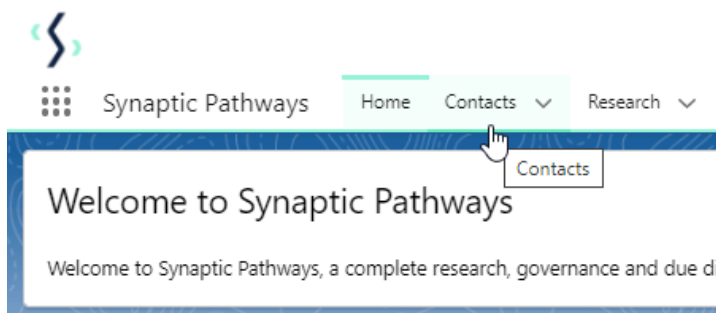 Synaptic Pathways Home Contacts Research
Contacts
Welcome to Synaptic Pathways
Welcome to Synaptic Pathways, a complete research, governance and due di